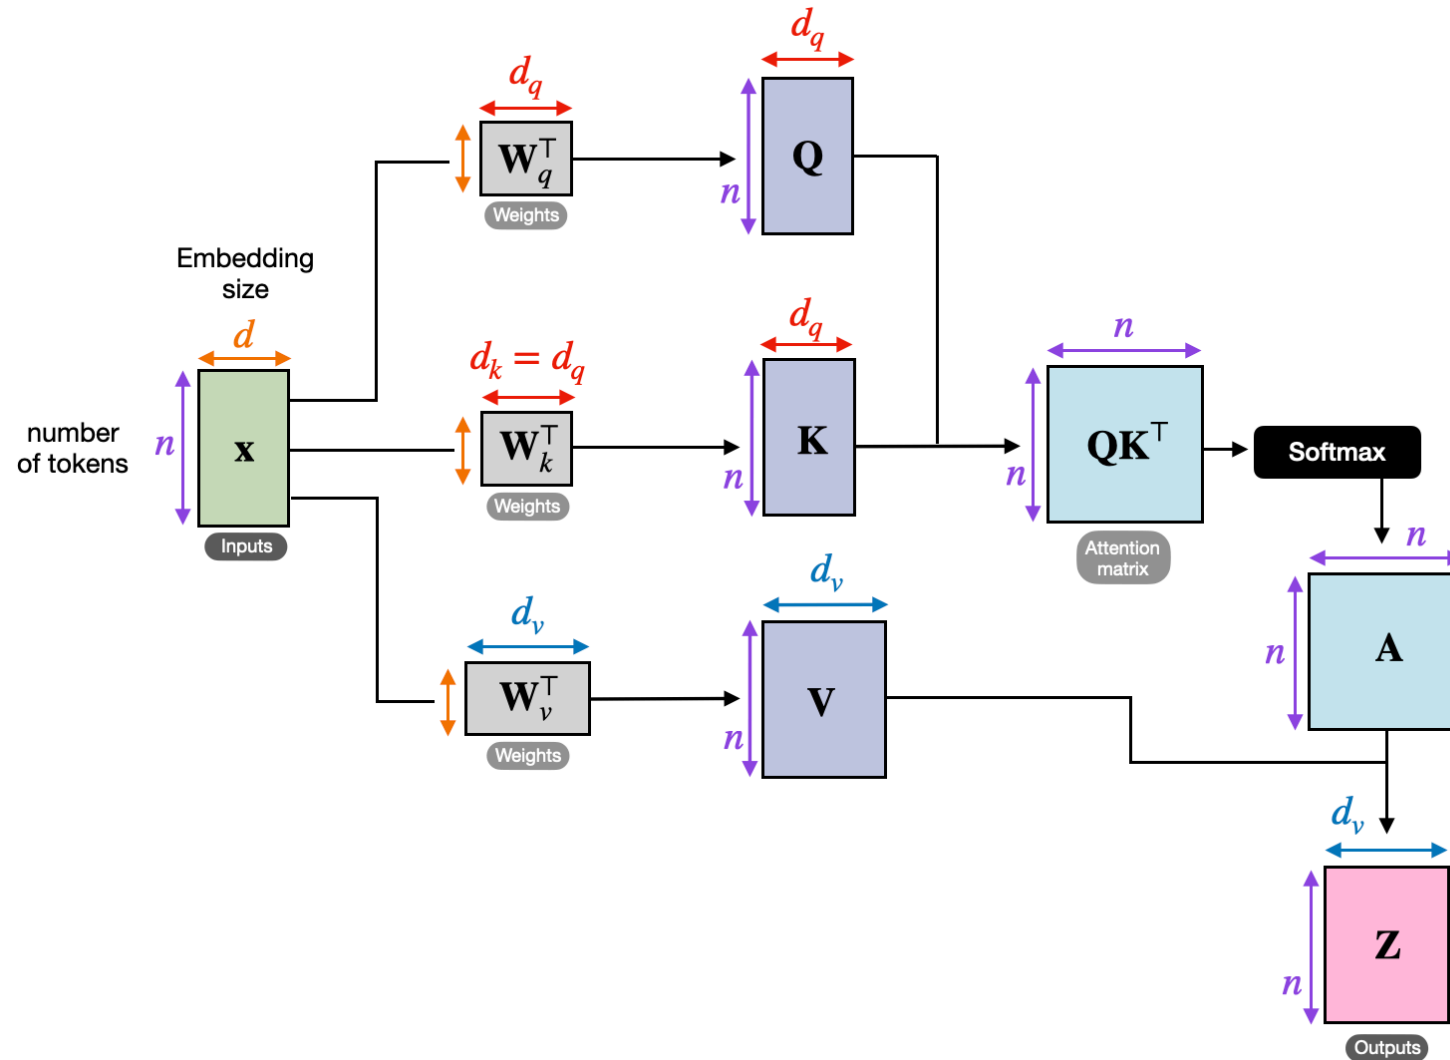 d_q
d_q
W_q^⊤
Q
n
Weights
Embedding
size
d
d_k = d_q
d_q
n
number
of tokens
n
x
W_k^⊤
K
n
n
QK^⊤
Softmax
Weights
Inputs
Attention
matrix
n
d_v
d_v
n
A
W_v^⊤
V
n
Weights
d_v
Z
n
Outputs